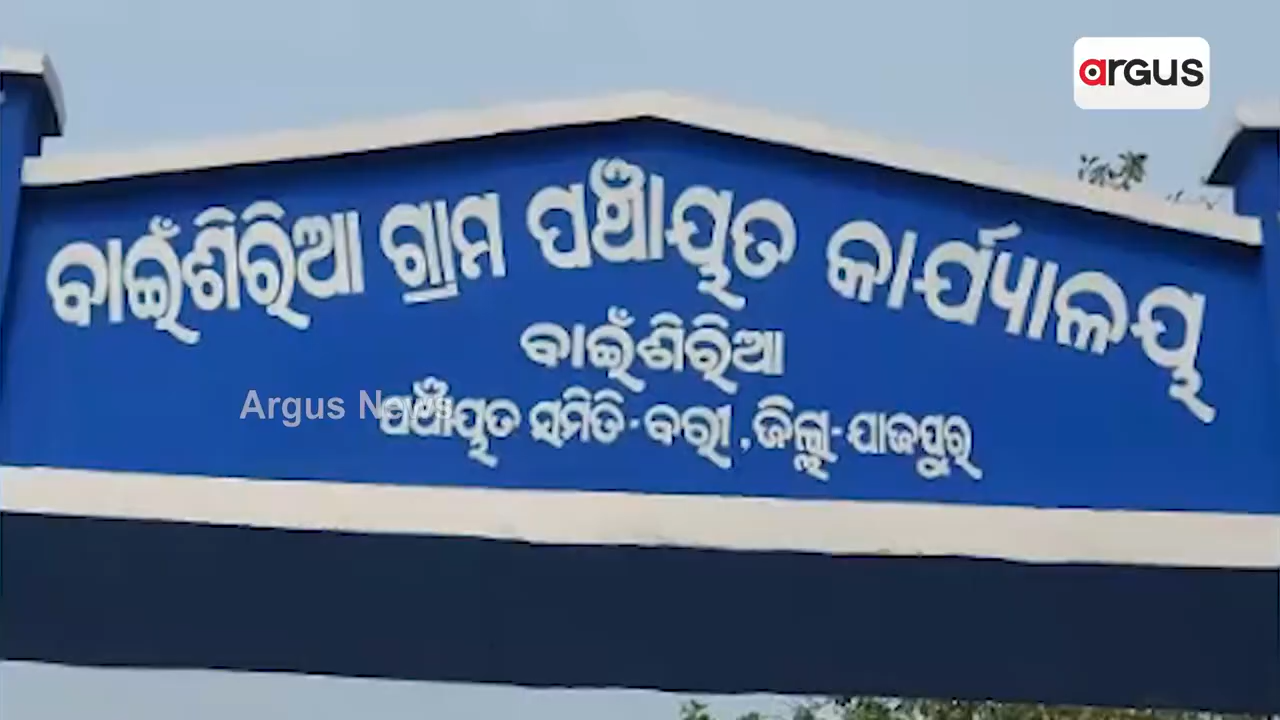 argus
ବାଇଁଶିରିଆ ଗ୍ରାମ ପଞ୍ଚାୟତ କାର୍ଯ୍ୟାଳୟ
ବାଇଁଶିରିଆ
Argus News
ପଞ୍ଚାୟତ ସମିତି-ବରୀ, ଜିଲ୍ଲା-ଯାଜପୁର